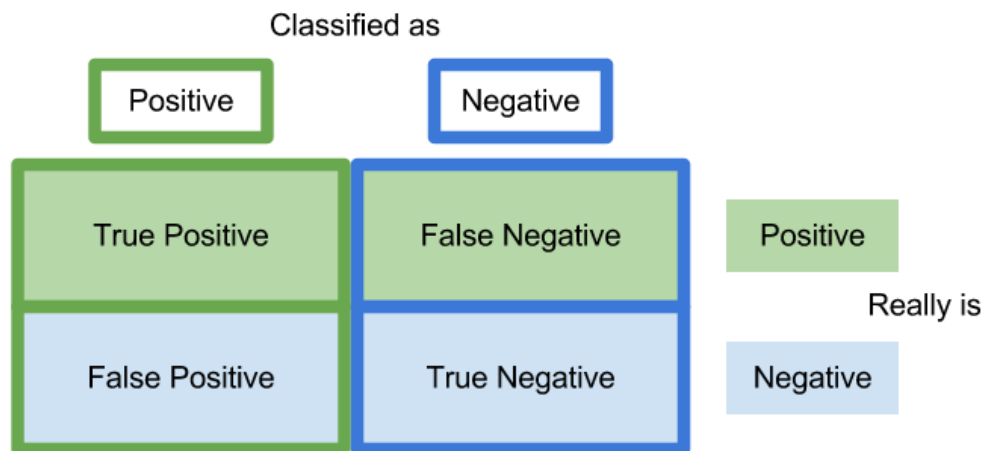 Classified as
Positive Negative
True Positive False Negative Positive
Really is
False Positive True Negative Negative